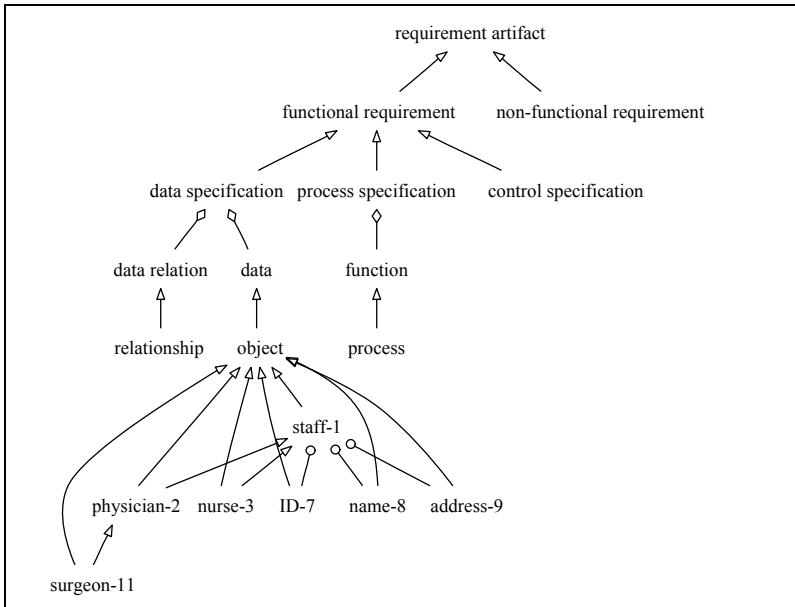 requirement artifact
functional requirement non-functional requirement
data specification process specification control specification
data relation data function
relationship object process
staff-1
physician-2 nurse-3 ID-7 name-8 address-9
surgeon-11